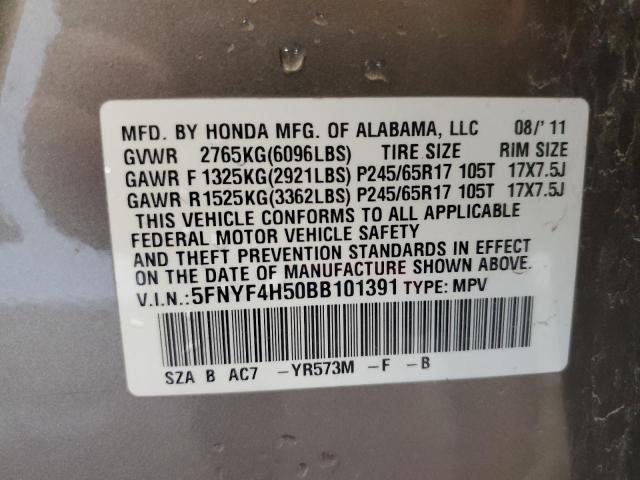 MFD. BY HONDA MFG. OF ALABAMA, LLC 08/'11
GVWR 2765KG(6096LBS) TIRE SIZE RIM SIZE
GAWR F 1325KG(2921LBS) P245/65R17 105T 17X7.5J
GAWR R 1525KG(3362LBS) P245/65R17 105T 17X7.5J
THIS VEHICLE CONFORMS TO ALL APPLICABLE
FEDERAL MOTOR VEHICLE SAFETY
AND THEFT PREVENTION STANDARDS IN EFFECT
ON THE DATE OF MANUFACTURE SHOWN ABOVE.
V.I.N.:5FNYF4H50BB101391 TYPE: MPV
SZA B AC7 -YR573M -F -B